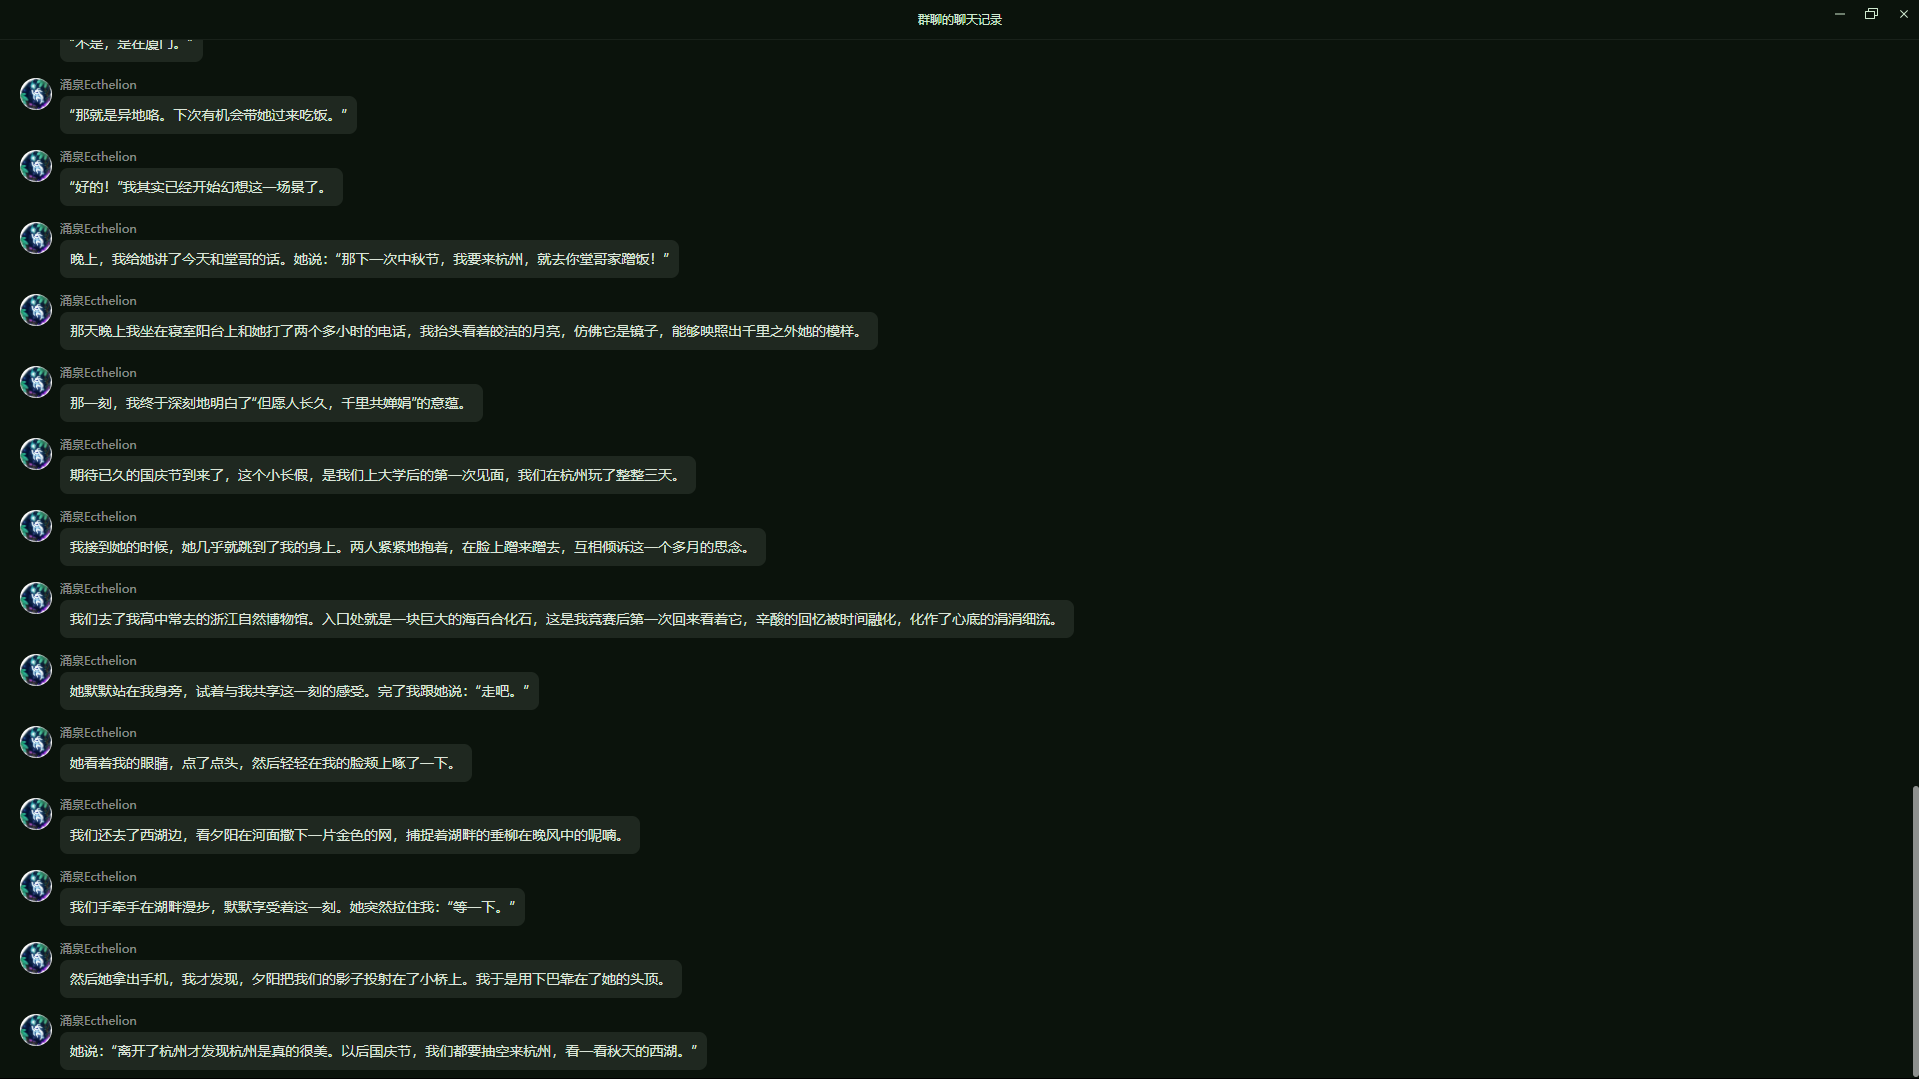 群聊的聊天记录
“不是，是在厦门。”
涌泉Ecthelion
“那就是异地咯。下次有机会带她过来吃饭。”
涌泉Ecthelion
“好的！”我其实已经开始幻想这一场景了。
涌泉Ecthelion
晚上，我给她讲了今天和堂哥的话。她说：“那下一次中秋节，我要来杭州，就去你堂哥家蹭饭！”
涌泉Ecthelion
那天晚上我坐在寝室阳台上和她打了两个多小时的电话，我抬头看着皎洁的月亮，仿佛它是镜子，能够映照出千里之外她的模样。
涌泉Ecthelion
那一刻，我终于深刻地明白了“但愿人长久，千里共婵娟”的意蕴。
涌泉Ecthelion
期待已久的国庆节到来了，这个小长假，是我们上大学后的第一次见面，我们在杭州玩了整整三天。
涌泉Ecthelion
我接到她的时候，她几乎就跳到了我的身上。两人紧紧地抱着，在脸上蹭来蹭去，互相倾诉这一个多月的思念。
涌泉Ecthelion
我们去了我高中常去的浙江自然博物馆。入口处就是一块巨大的海百合化石，这是我竞赛后第一次回来看着它，辛酸的回忆被时间融化，化作了心底的涓涓细流。
涌泉Ecthelion
她默默站在我身旁，试着与我共享这一刻的感受。完了我跟她说：“走吧。”
涌泉Ecthelion
她看着我的眼睛，点了点头，然后轻轻在我的脸颊上啄了一下。
涌泉Ecthelion
我们还去了西湖边，看夕阳在河面撒下一片金色的网，捕捉着湖畔的垂柳在晚风中的呢喃。
涌泉Ecthelion
我们手牵手在湖畔漫步，默默享受着这一刻。她突然拉住我：“等一下。”
涌泉Ecthelion
然后她拿出手机，我才发现，夕阳把我们的影子投射在了小桥上。我于是用下巴靠在了她的头顶。
涌泉Ecthelion
她说：“离开了杭州才发现杭州是真的很美。以后国庆节，我们都要抽空来杭州，看一看秋天的西湖。”